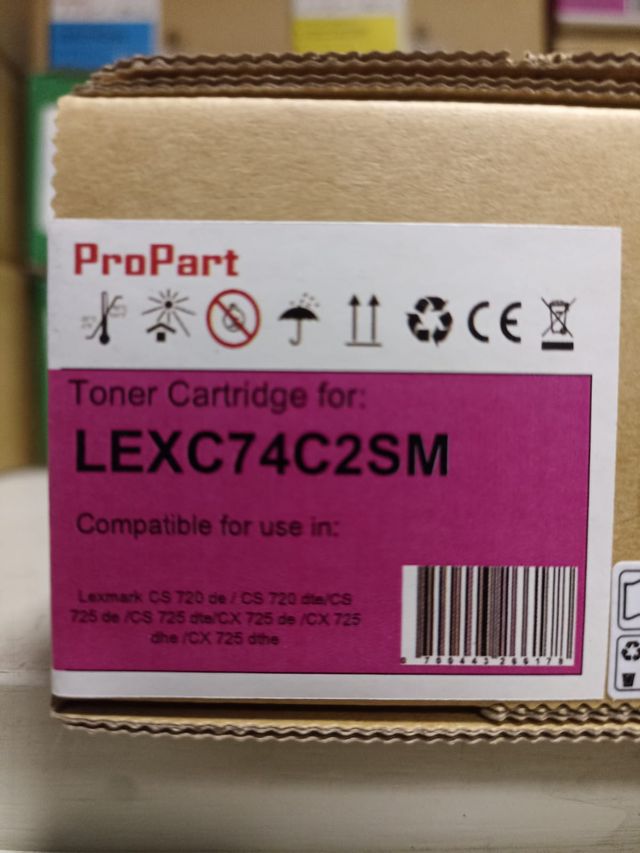 ProPart
CE
Toner Cartridge for:
LEXC74C2SM
Compatible for use in:
Lexmark CS 720 de / CS 720 dte/CS
725 de /CS 725 dte/CX 725 de /CX 725
dhe /CX 725 dthe